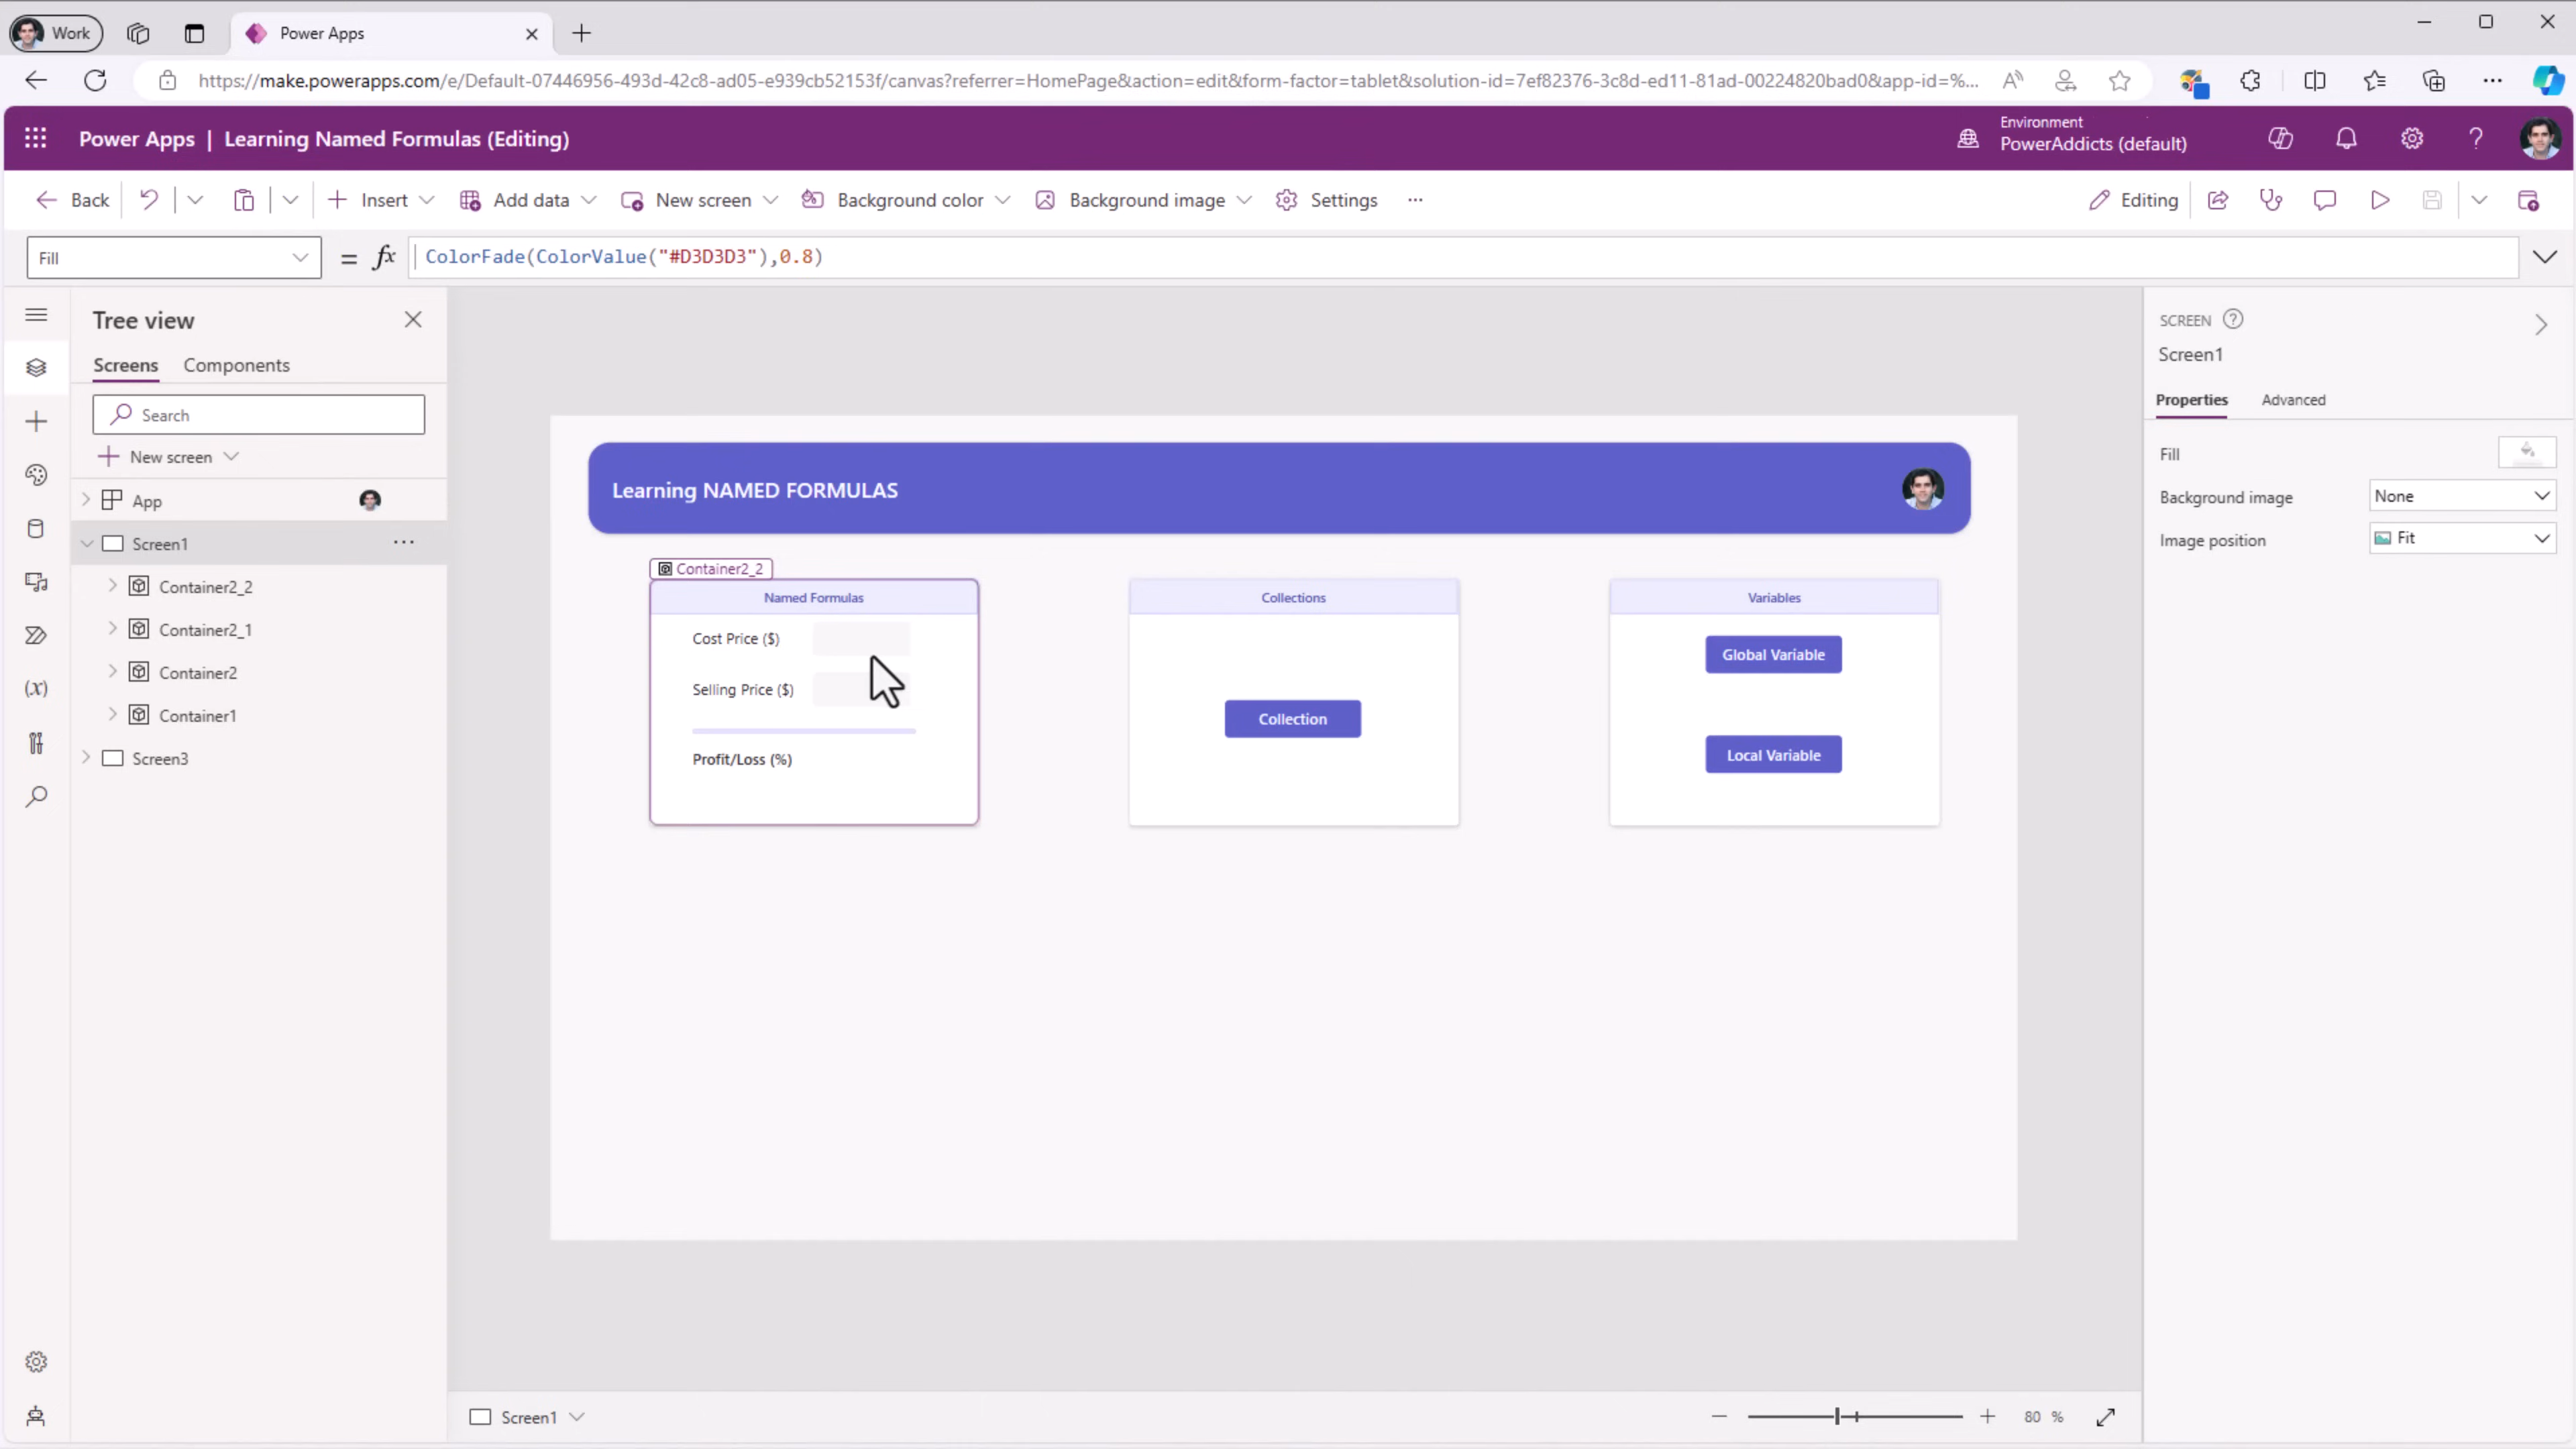 Work
Power Apps
https://make.powerapps.com/e/Default-07446956-493d-42c8-ad05-e939cb52153f/canvas?referrer=HomePage&action=edit&form-factor=tablet&solution-id=7ef82376-3c8d-ed11-81ad-00224820bad0&app-id=%...
Power Apps | Learning Named Formulas (Editing)
Environment
PowerAddicts (default)
Back
Insert
Add data
New screen
Background color
Background image
Settings
Editing
Fill
= fx
ColorFade(ColorValue("#D3D3D3"),0.8)
Tree view
Screens
Components
Search
New screen
App
Screen1
Container2_2
Container2_1
Container2
Container1
Screen3
(x)
Learning NAMED FORMULAS
Container2_2
Named Formulas
Cost Price ($)
Selling Price ($)
Profit/Loss (%)
Collections
Collection
Variables
Global Variable
Local Variable
SCREEN
Screen1
Properties
Advanced
Fill
Background image
None
Image position
Fit
Screen1
80 %